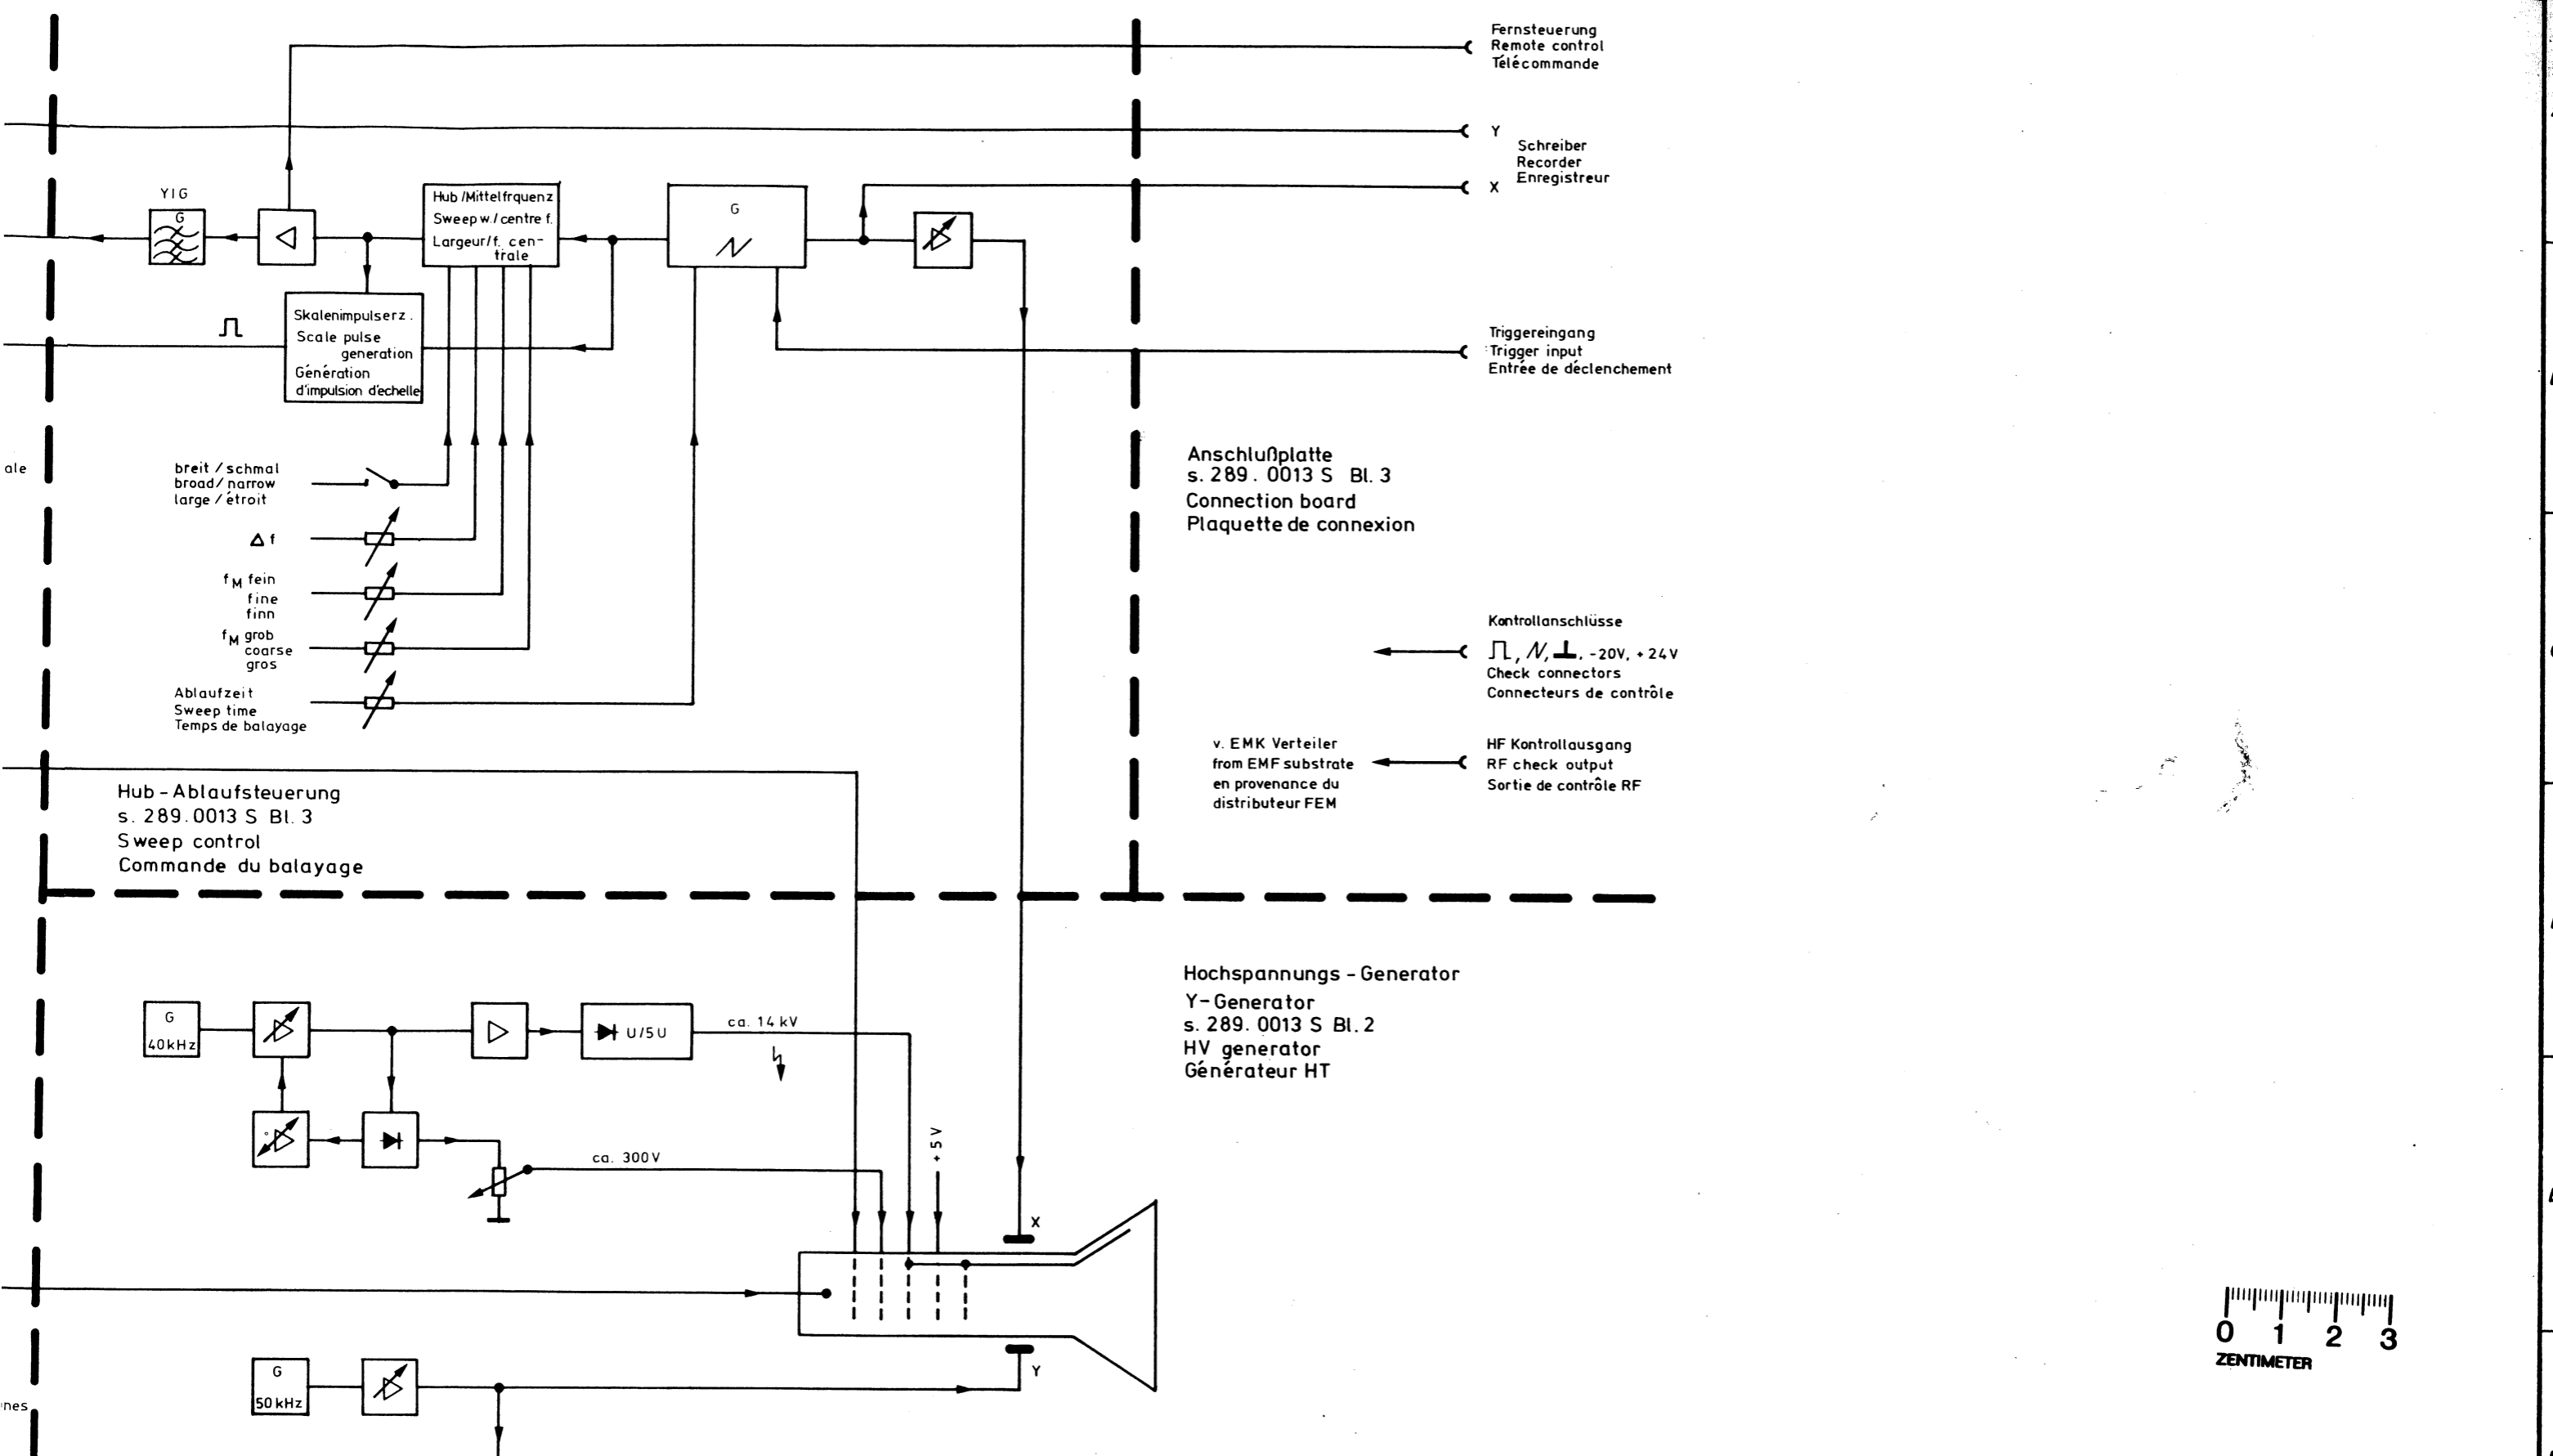 Fernsteuerung
Remote control
Télécommande
Y
Schreiber
Recorder
Enregistreur
X
YIG
G
Hub /Mittelfrquenz
Sweep w./ centre f.
Largeur/f. cen-
trale
G
Skalenimpulserz.
Scale pulse
generation
Génération
d'impulsion d'echelle
Triggereingang
Trigger input
Entrée de déclenchement
ale
breit / schmal
broad / narrow
large / étroit
Δ f
fM fein
fine
finn
fM grob
coarse
gros
Ablaufzeit
Sweep time
Temps de balayage
Anschlußplatte
s. 289. 0013 S Bl. 3
Connection board
Plaquette de connexion
Kontrollanschlüsse
-20V, +24V
Check connectors
Connecteurs de contrôle
v. EMK Verteiler
from EMF substrate
en provenance du
distributeur FEM
HF Kontrollausgang
RF check output
Sortie de contrôle RF
Hub - Ablaufsteuerung
s. 289.0013 S Bl. 3
Sweep control
Commande du balayage
Hochspannungs - Generator
Y-Generator
s. 289. 0013 S Bl. 2
HV generator
Générateur HT
G
40kHz
U/5U
ca. 14 kV
ca. 300V
+5V
X
Y
G
50kHz
nes
0 1 2 3
ZENTIMETER